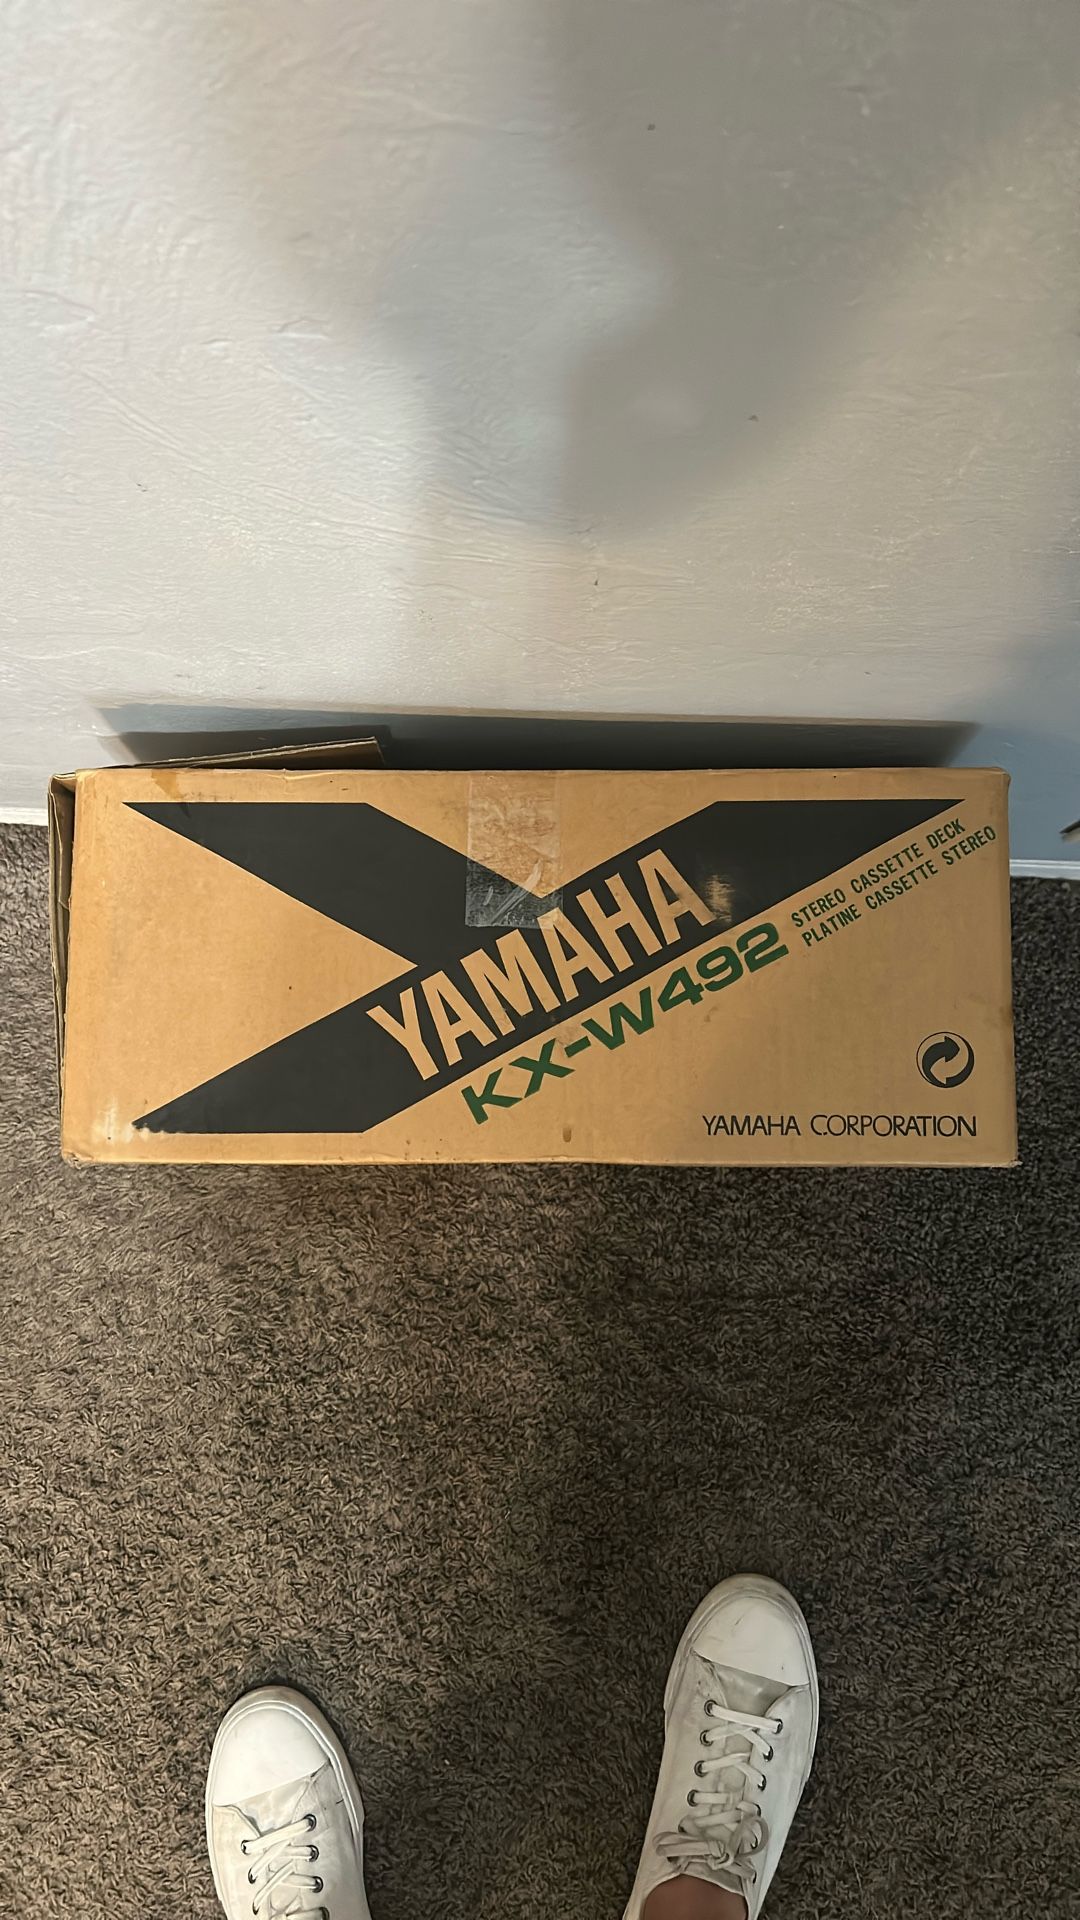 YAMAHA
KX-W492
STEREO CASSETTE DECK
PLATINE CASSETTE STEREO
YAMAHA CORPORATION